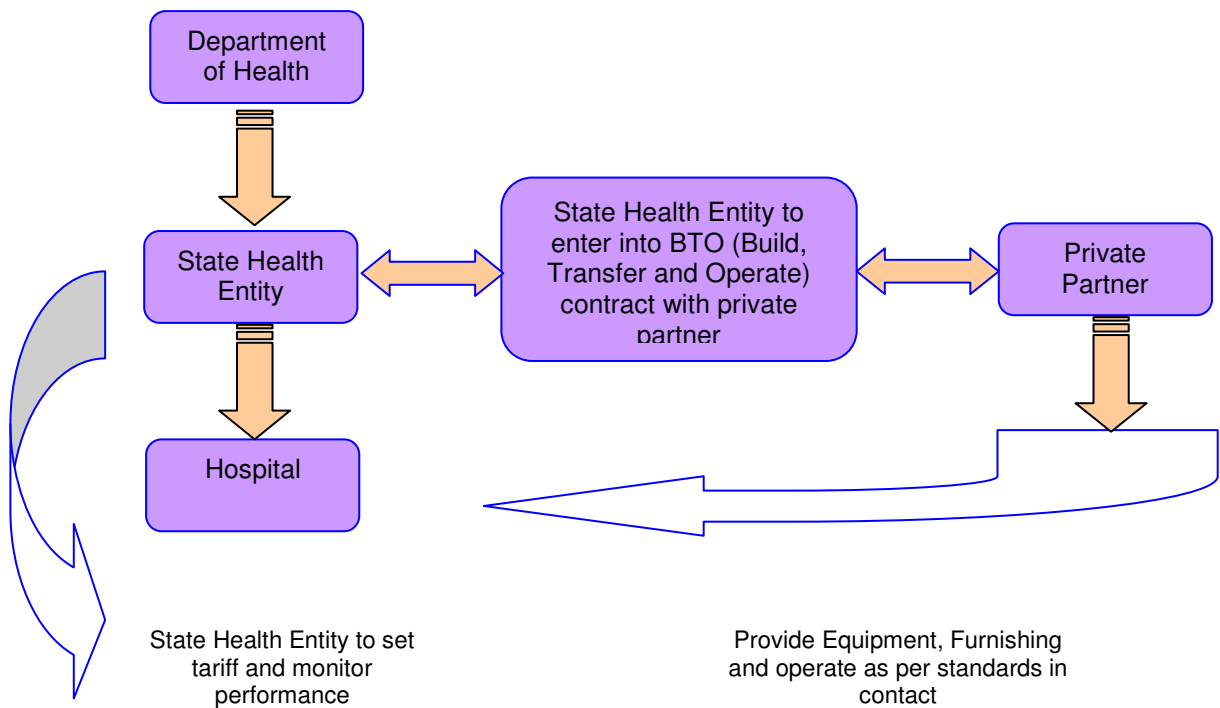 Department
of Health
State Health
Entity
State Health Entity to
enter into BTO (Build,
Transfer and Operate)
contract with private
partner
Private
Partner
Hospital
State Health Entity to set
tariff and monitor
performance
Provide Equipment, Furnishing
and operate as per standards in
contact